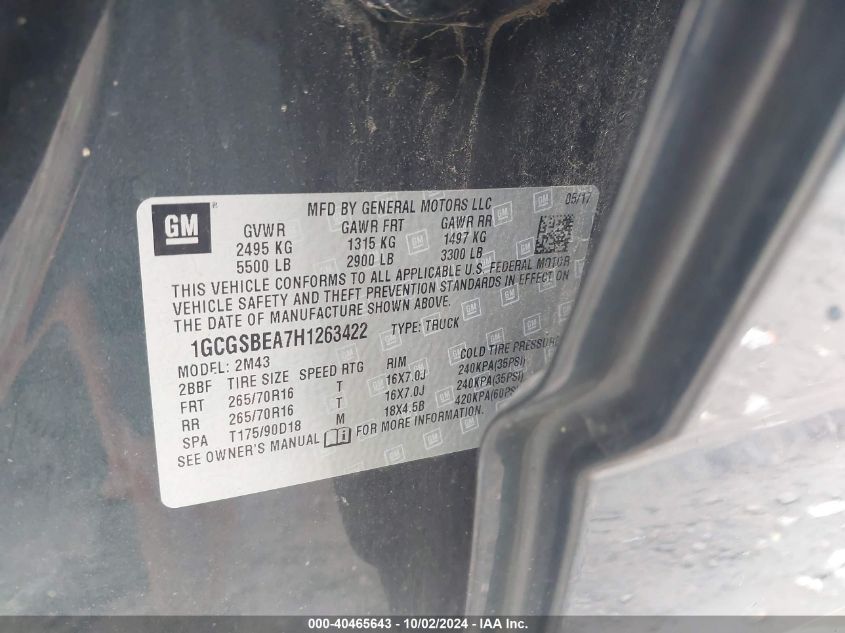 GM
MFD BY GENERAL MOTORS LLC 05/17
GVWR GAWR FRT GAWR RR
2495 KG 1315 KG 1497 KG
5500 LB 2900 LB 3300 LB
THIS VEHICLE CONFORMS TO ALL APPLICABLE U.S. FEDERAL MOTOR
VEHICLE SAFETY AND THEFT PREVENTION STANDARDS IN EFFECT ON
THE DATE OF MANUFACTURE SHOWN ABOVE.
1GCGSBEA7H1263422 TYPE: TRUCK
MODEL: 2M43
2BBF TIRE SIZE SPEED RTG RIM COLD TIRE PRESSURE
FRT 265/70R16 T 16X7.0J 240KPA(35PSI)
RR 265/70R16 T 16X7.0J 240KPA(35PSI)
SPA T175/90D18 M 18X4.5B 420KPA(60PS
SEE OWNER'S MANUAL FOR MORE INFORMATION.
000-40465643 - 10/02/2024 - IAA Inc.